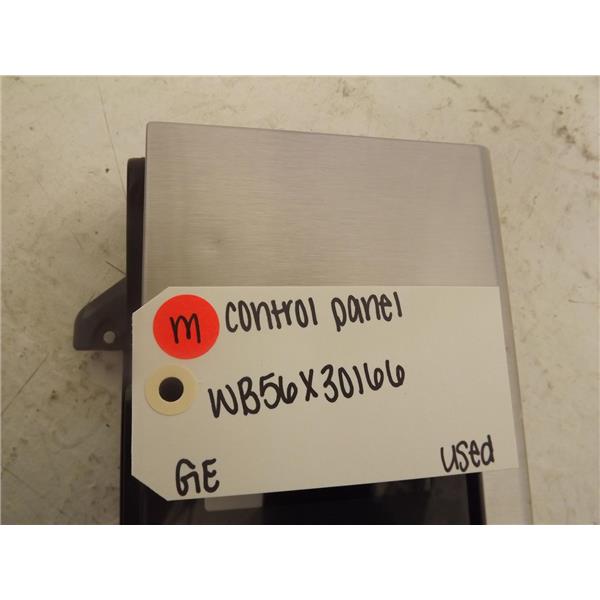 M control panel
WB56X30166
GE used